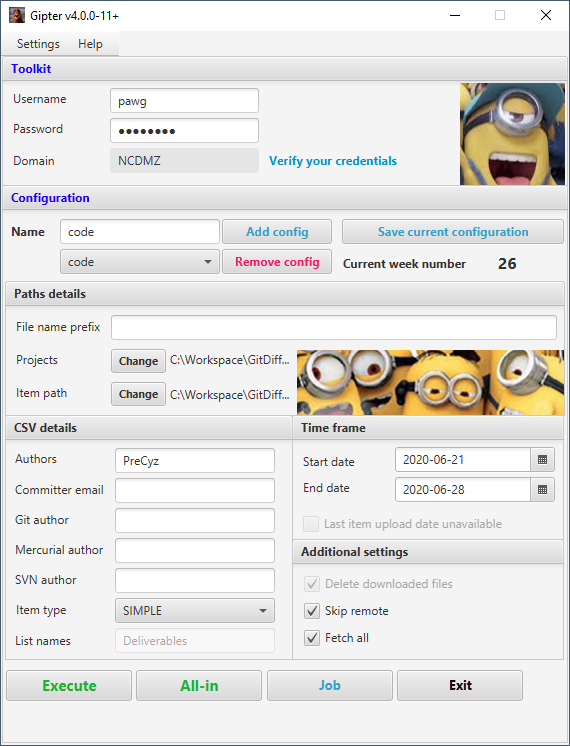 Gipter v4.0.0-11+
Settings Help
Toolkit
Username pawg
Password ●●●●●●●●
Domain NCDMZ Verify your credentials
Configuration
Name code Add config Save current configuration
code Remove config Current week number 26
Paths details
File name prefix
Projects Change C:\Workspace\GitDiff...
Item path Change C:\Workspace\GitDiff...
CSV details
Authors PreCyz
Committer email
Git author
Mercurial author
SVN author
Item type SIMPLE
List names Deliverables
Time frame
Start date 2020-06-21
End date 2020-06-28
Last item upload date unavailable
Additional settings
Delete downloaded files
Skip remote
Fetch all
Execute All-in Job Exit